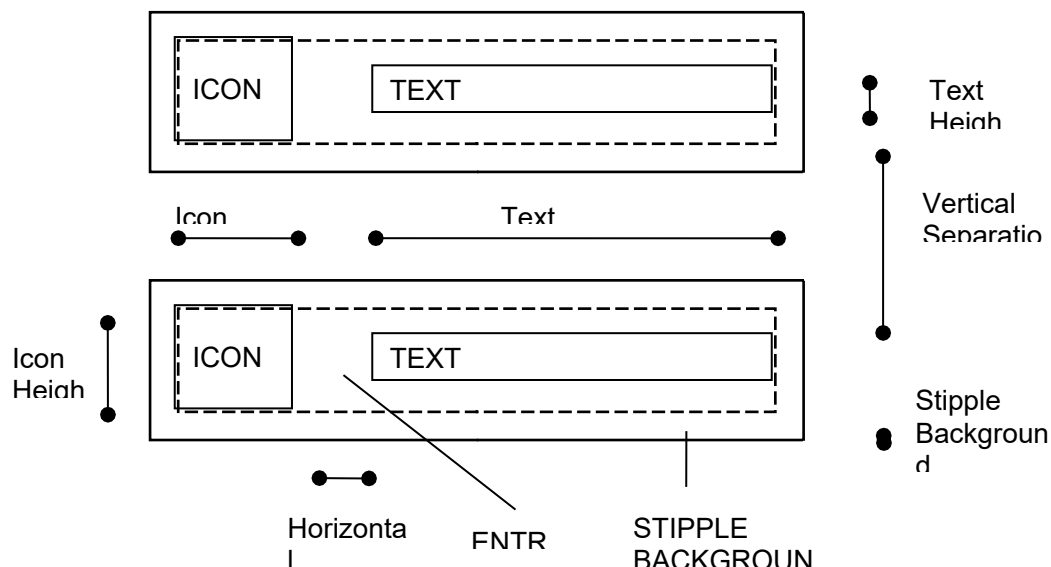 ICON
TEXT
Text
Heigh
Icon
Text
Vertical
Separatio
ICON
TEXT
Icon
Heigh
Stipple
Backgroun
d
Horizonta
l
ENTR
STIPPLE
BACKGROUN